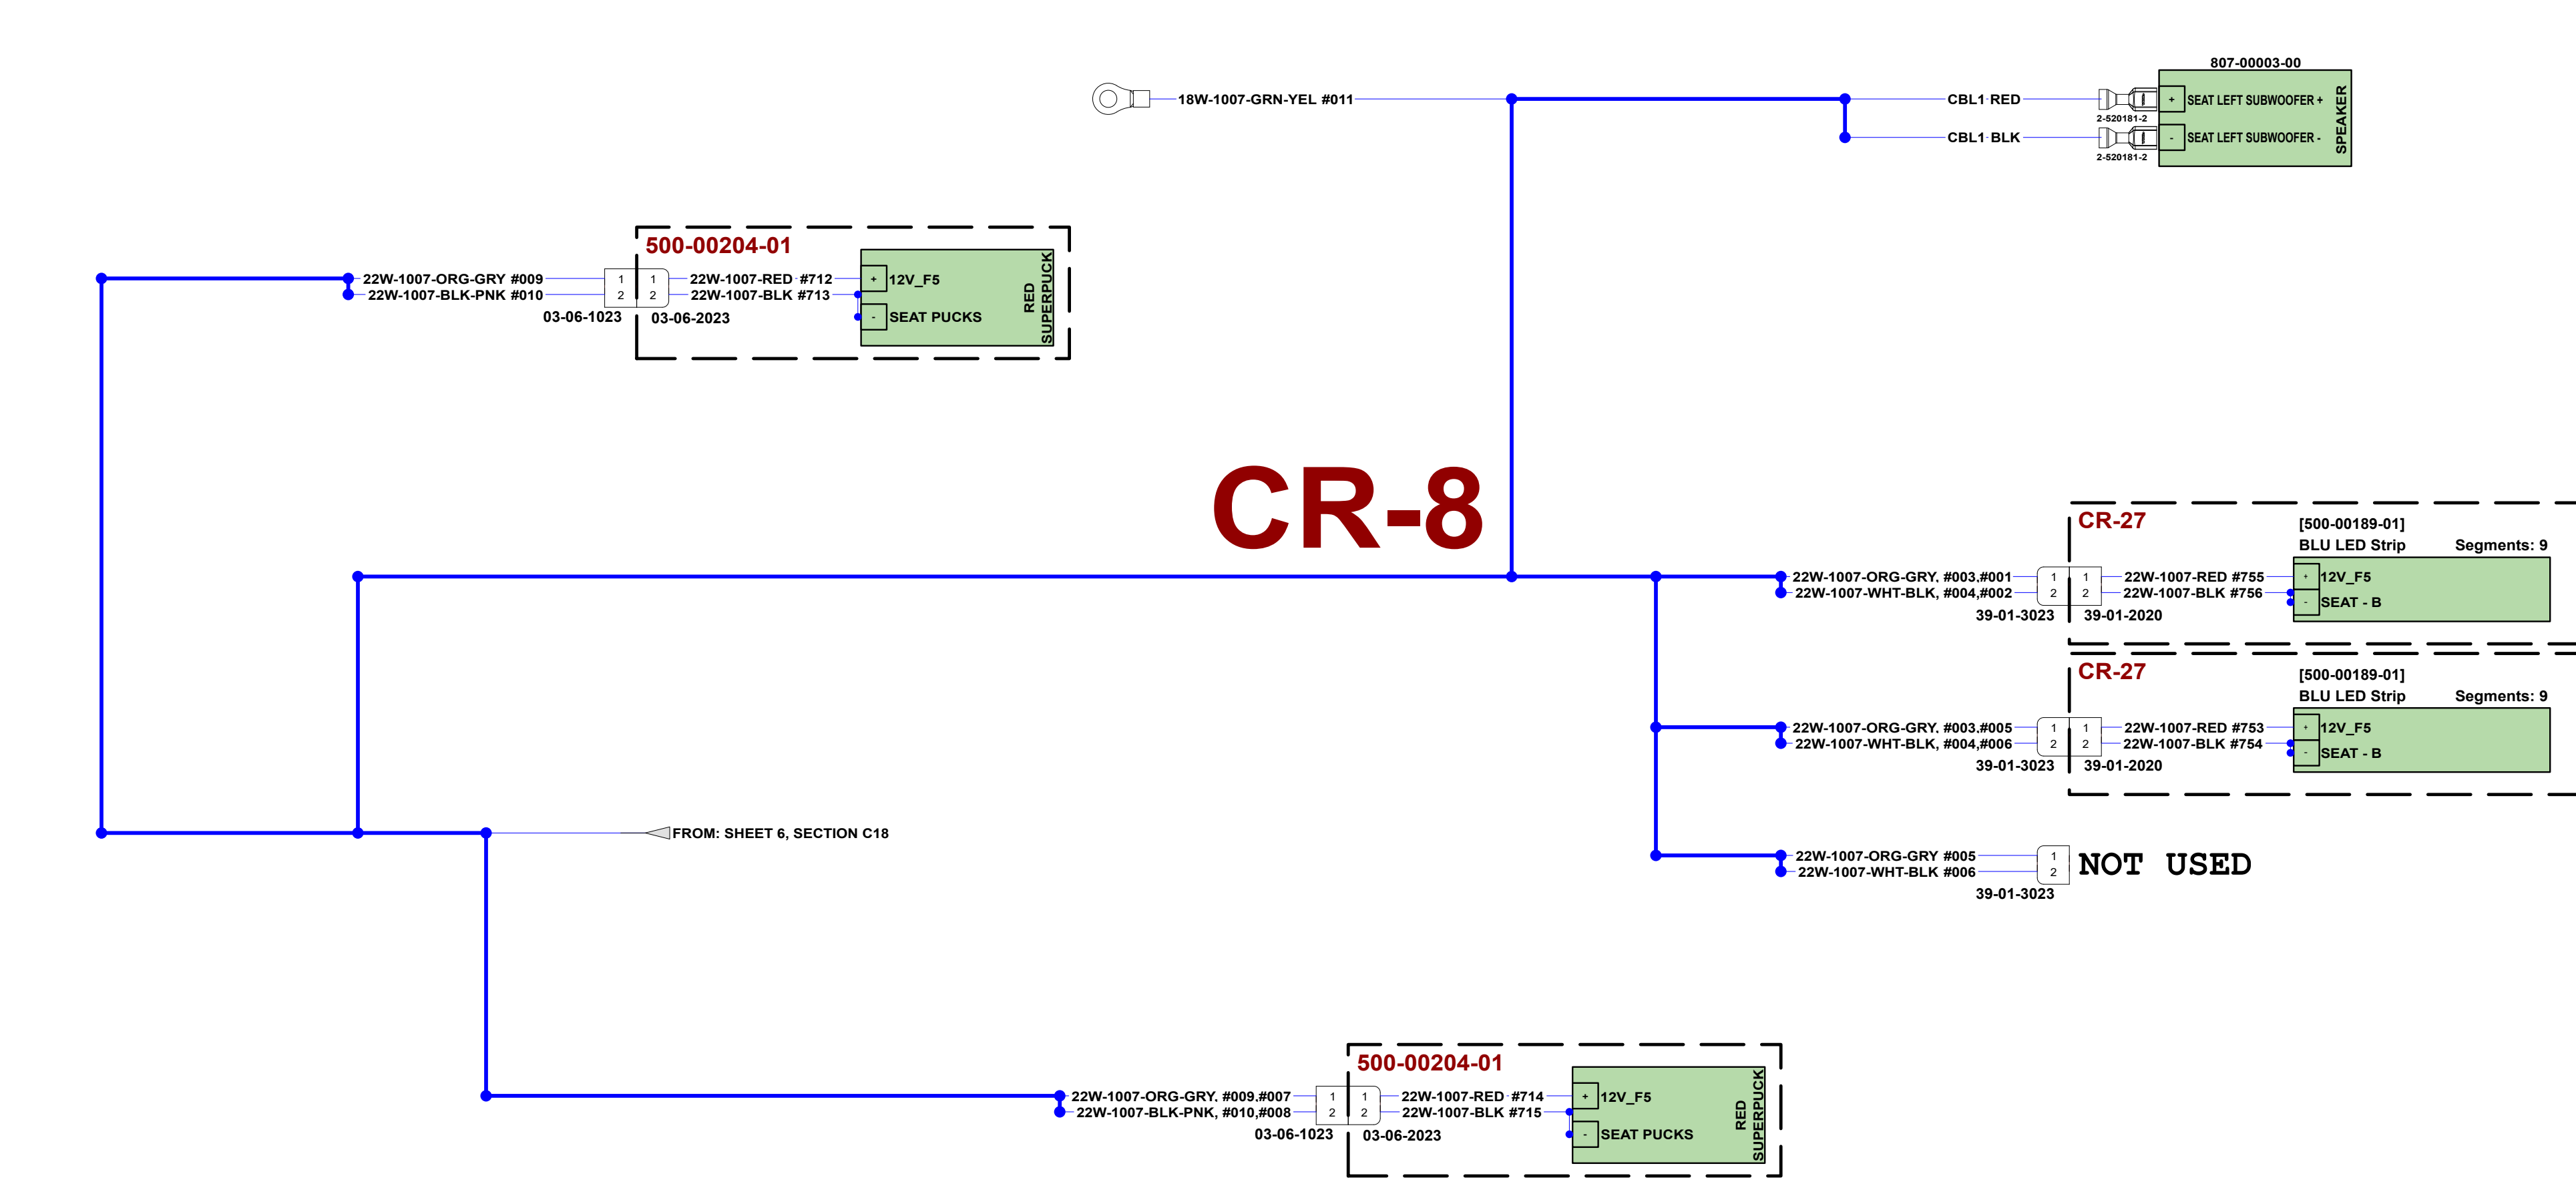 807-00003-00
18W-1007-GRN-YEL #011
CBL1 RED
+
SEAT LEFT SUBWOOFER +
2-520181-2
CBL1 BLK
-
SEAT LEFT SUBWOOFER -
2-520181-2
SPEAKER
500-00204-01
22W-1007-ORG-GRY #009
1
1
22W-1007-RED #712
+
12V_F5
22W-1007-BLK-PNK #010
2
2
22W-1007-BLK #713
-
SEAT PUCKS
03-06-1023
03-06-2023
RED
SUPERPUCK
CR-8
CR-27
[500-00189-01]
BLU LED Strip
Segments: 9
22W-1007-ORG-GRY, #003,#001
1
1
22W-1007-RED #755
+
12V_F5
22W-1007-WHT-BLK, #004,#002
2
2
22W-1007-BLK #756
-
SEAT - B
39-01-3023
39-01-2020
CR-27
[500-00189-01]
BLU LED Strip
Segments: 9
22W-1007-ORG-GRY, #003,#005
1
1
22W-1007-RED #753
+
12V_F5
22W-1007-WHT-BLK, #004,#006
2
2
22W-1007-BLK #754
-
SEAT - B
39-01-3023
39-01-2020
FROM: SHEET 6, SECTION C18
22W-1007-ORG-GRY #005
1
22W-1007-WHT-BLK #006
2
NOT USED
39-01-3023
500-00204-01
22W-1007-ORG-GRY, #009,#007
1
1
22W-1007-RED #714
+
12V_F5
22W-1007-BLK-PNK, #010,#008
2
2
22W-1007-BLK #715
-
SEAT PUCKS
03-06-1023
03-06-2023
RED
SUPERPUCK